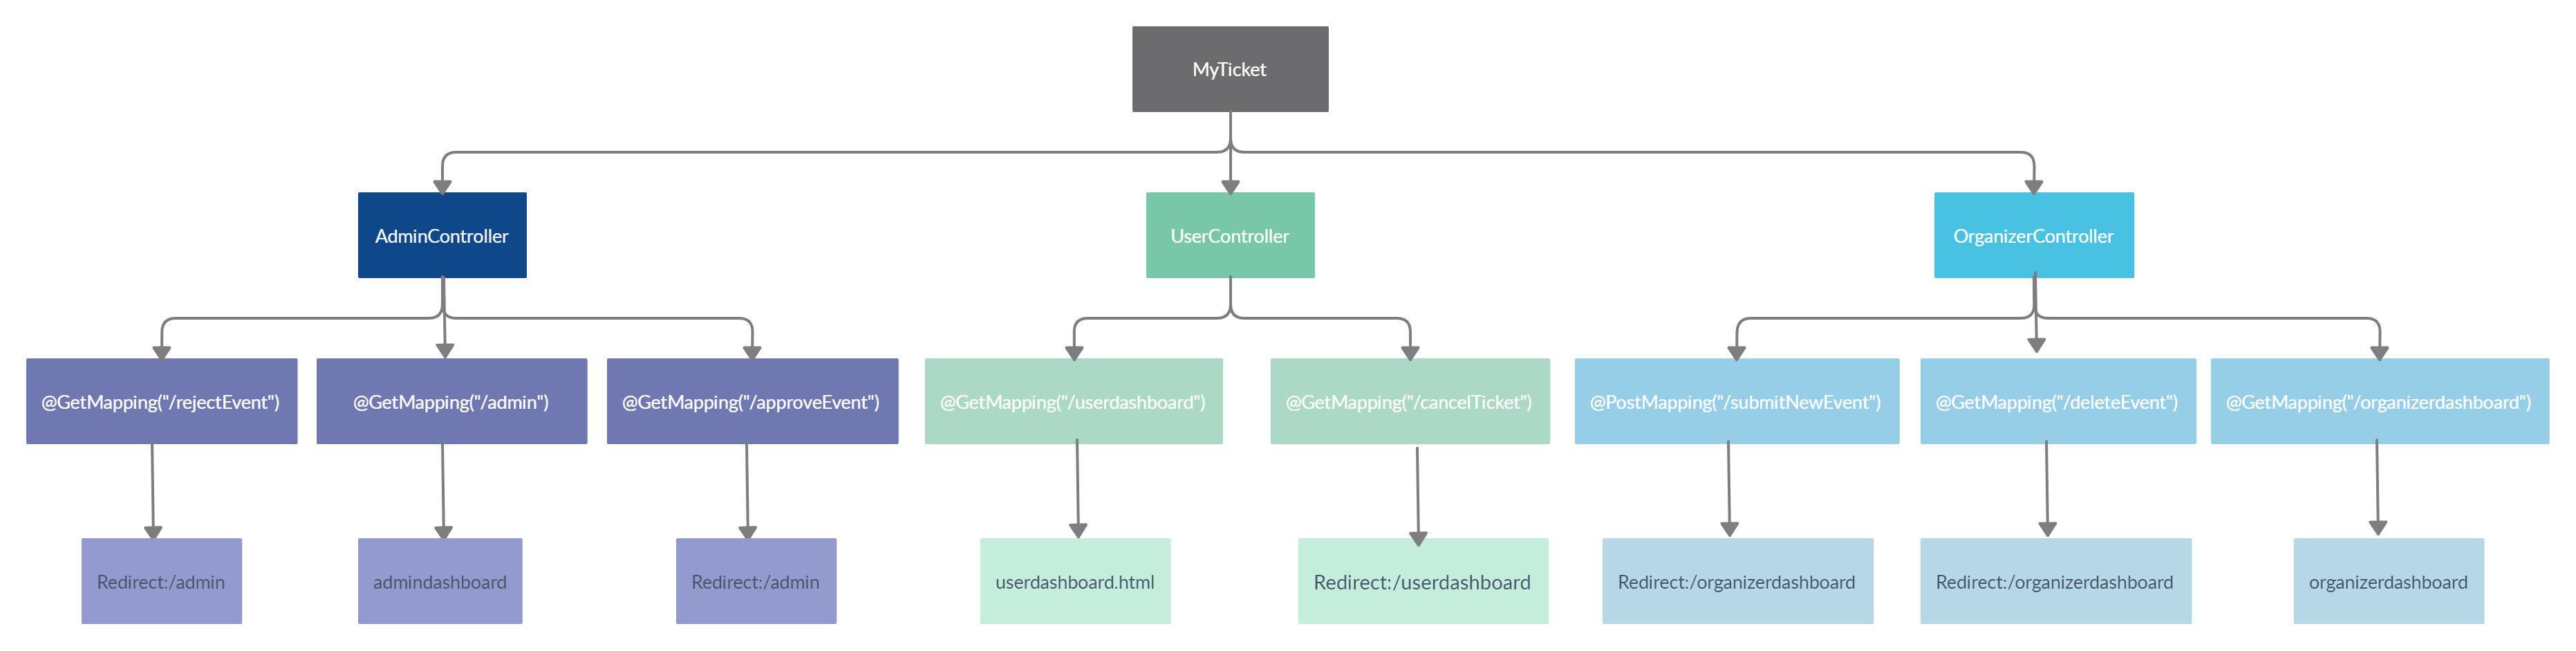 MyTicket
AdminController
UserController
OrganizerController
@GetMapping("/rejectEvent")
@GetMapping("/admin")
@GetMapping("/approveEvent")
@GetMapping("/userdashboard")
@GetMapping("/cancelTicket")
@PostMapping("/submitNewEvent")
@GetMapping("/deleteEvent")
@GetMapping("/organizerdashboard")
Redirect:/admin
admindashboard
Redirect:/admin
userdashboard.html
Redirect:/userdashboard
Redirect:/organizerdashboard
Redirect:/organizerdashboard
organizerdashboard